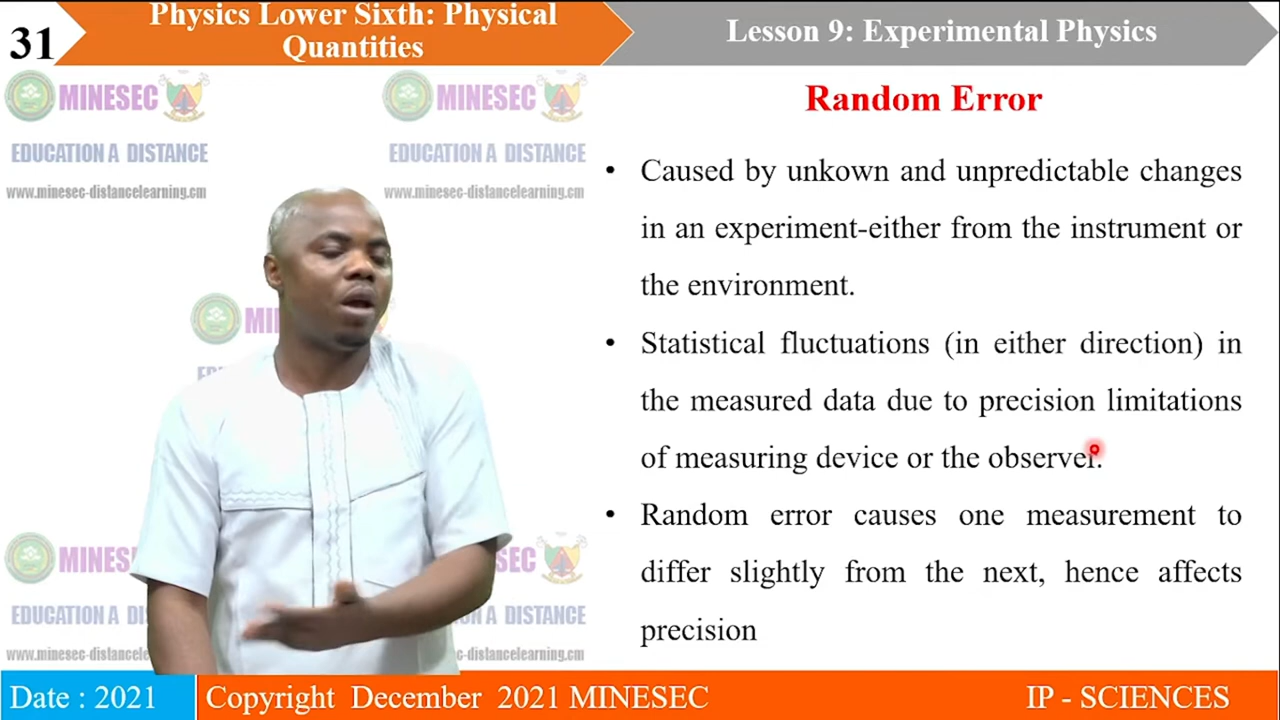 31
Physics Lower Sixth: Physical
Quantities
Lesson 9: Experimental Physics
MINESEC
EDUCATION A DISTANCE
www.minesec-distancelearning.cm
MINESEC
EDUCATION A DISTANCE
www.minesec-distancelearning.cm
Random Error
• Caused by unkown and unpredictable changes
in an experiment-either from the instrument or
the environment.
• Statistical fluctuations (in either direction) in
the measured data due to precision limitations
of measuring device or the observer.
• Random error causes one measurement to
differ slightly from the next, hence affects
precision
Date : 2021
Copyright December 2021 MINESEC
IP - SCIENCES